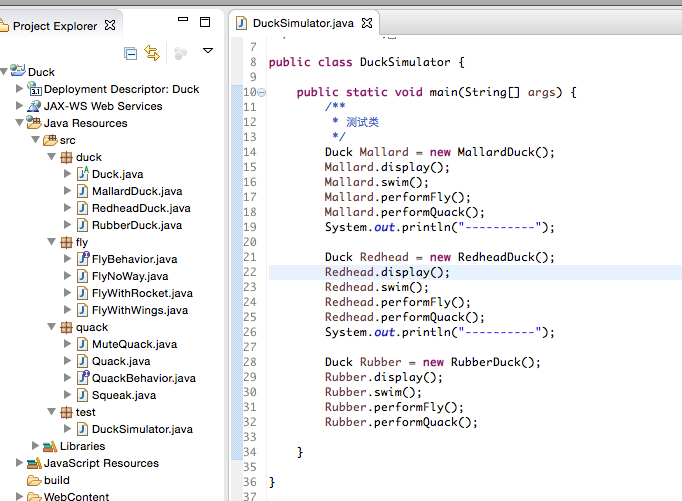 Project Explorer
Duck
Deployment Descriptor: Duck
JAX-WS Web Services
Java Resources
src
duck
Duck.java
MallardDuck.java
RedheadDuck.java
RubberDuck.java
fly
FlyBehavior.java
FlyNoWay.java
FlyWithRocket.java
FlyWithWings.java
quack
MuteQuack.java
Quack.java
QuackBehavior.java
Squeak.java
test
DuckSimulator.java
Libraries
JavaScript Resources
build
WebContent
DuckSimulator.java
7
8 public class DuckSimulator {
9
10 public static void main(String[] args) {
11 /**
12 * 测试类
13 */
14 Duck Mallard = new MallardDuck();
15 Mallard.display();
16 Mallard.swim();
17 Mallard.performFly();
18 Mallard.performQuack();
19 System.out.println("----------");
20
21 Duck Redhead = new RedheadDuck();
22 Redhead.display();
23 Redhead.swim();
24 Redhead.performFly();
25 Redhead.performQuack();
26 System.out.println("----------");
27
28 Duck Rubber = new RubberDuck();
29 Rubber.display();
30 Rubber.swim();
31 Rubber.performFly();
32 Rubber.performQuack();
33
34 }
35
36 }
37